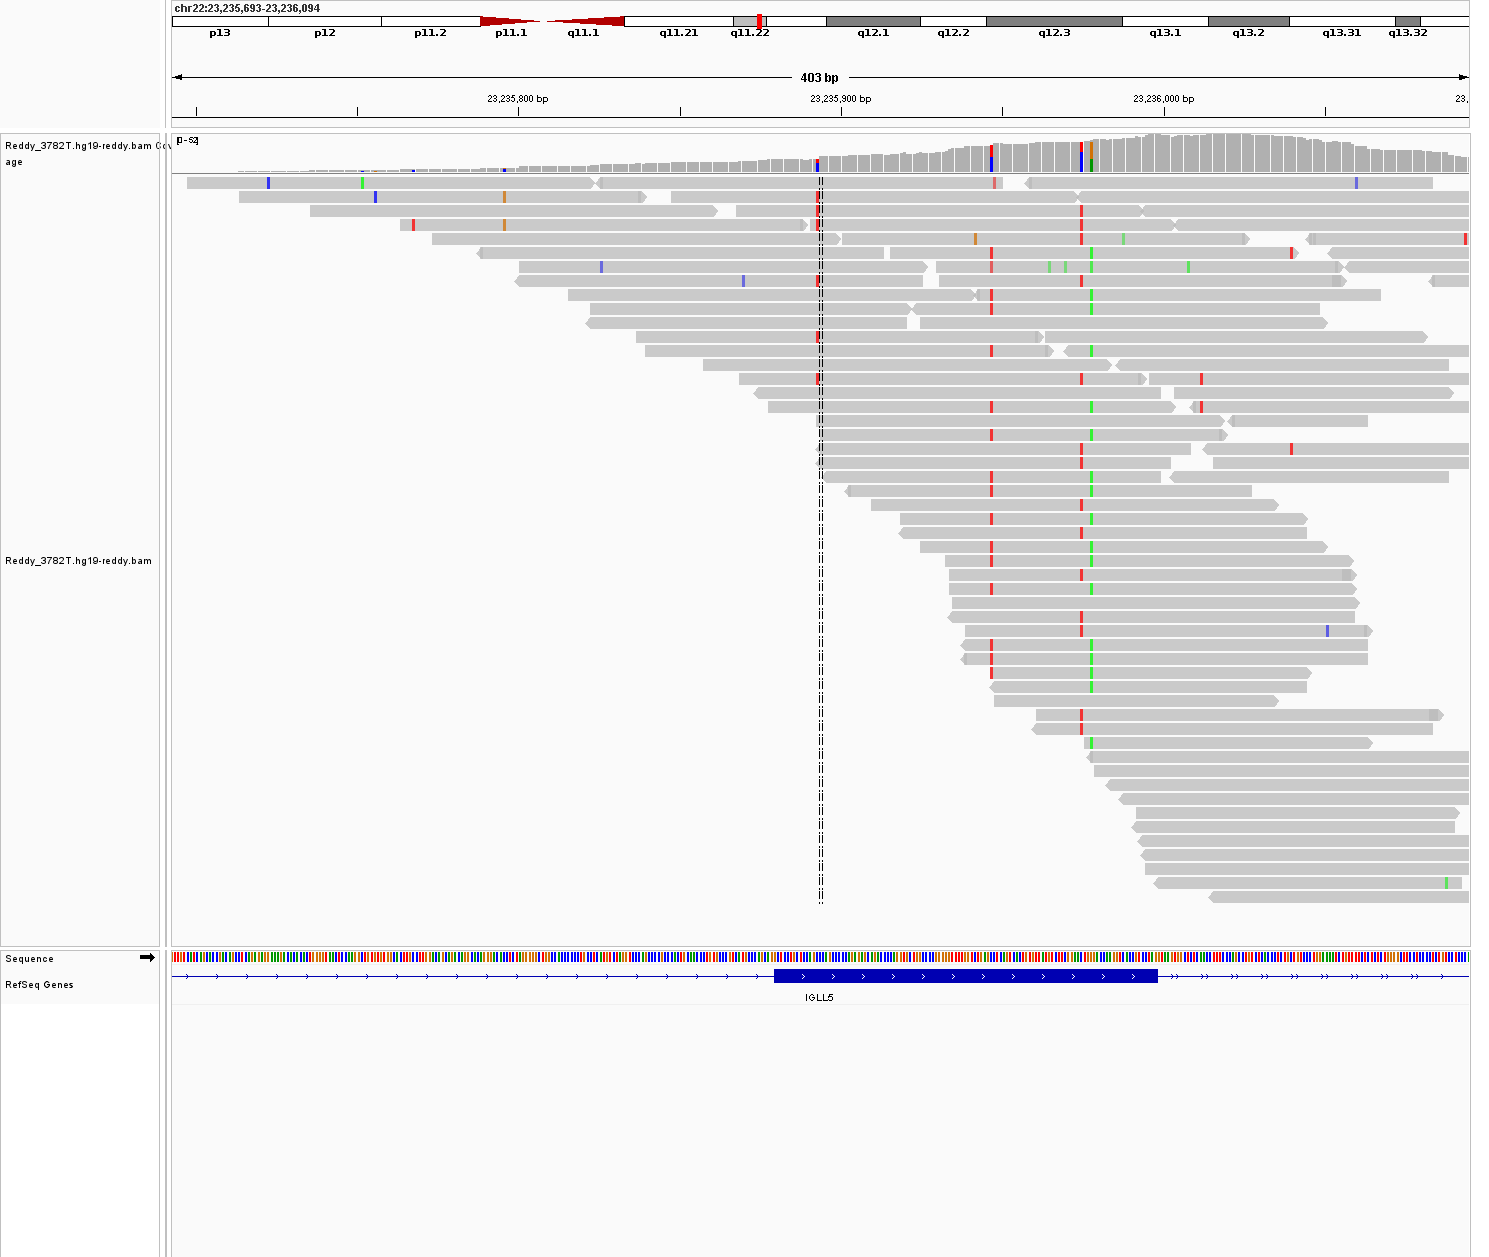 chr22:23,235,693-23,236,094
p13 p12 p11.2 p11.1 q11.1 q11.21 q11.22 q12.1 q12.2 q12.3 q13.1 q13.2 q13.31 q13.32
403 bp
23,235,800 bp 23,235,900 bp 23,236,000 bp 23,
Reddy_3782T.hg19-reddy.bam Cov
age
[0-52]
Reddy_3782T.hg19-reddy.bam
Sequence
RefSeq Genes
IGLL5